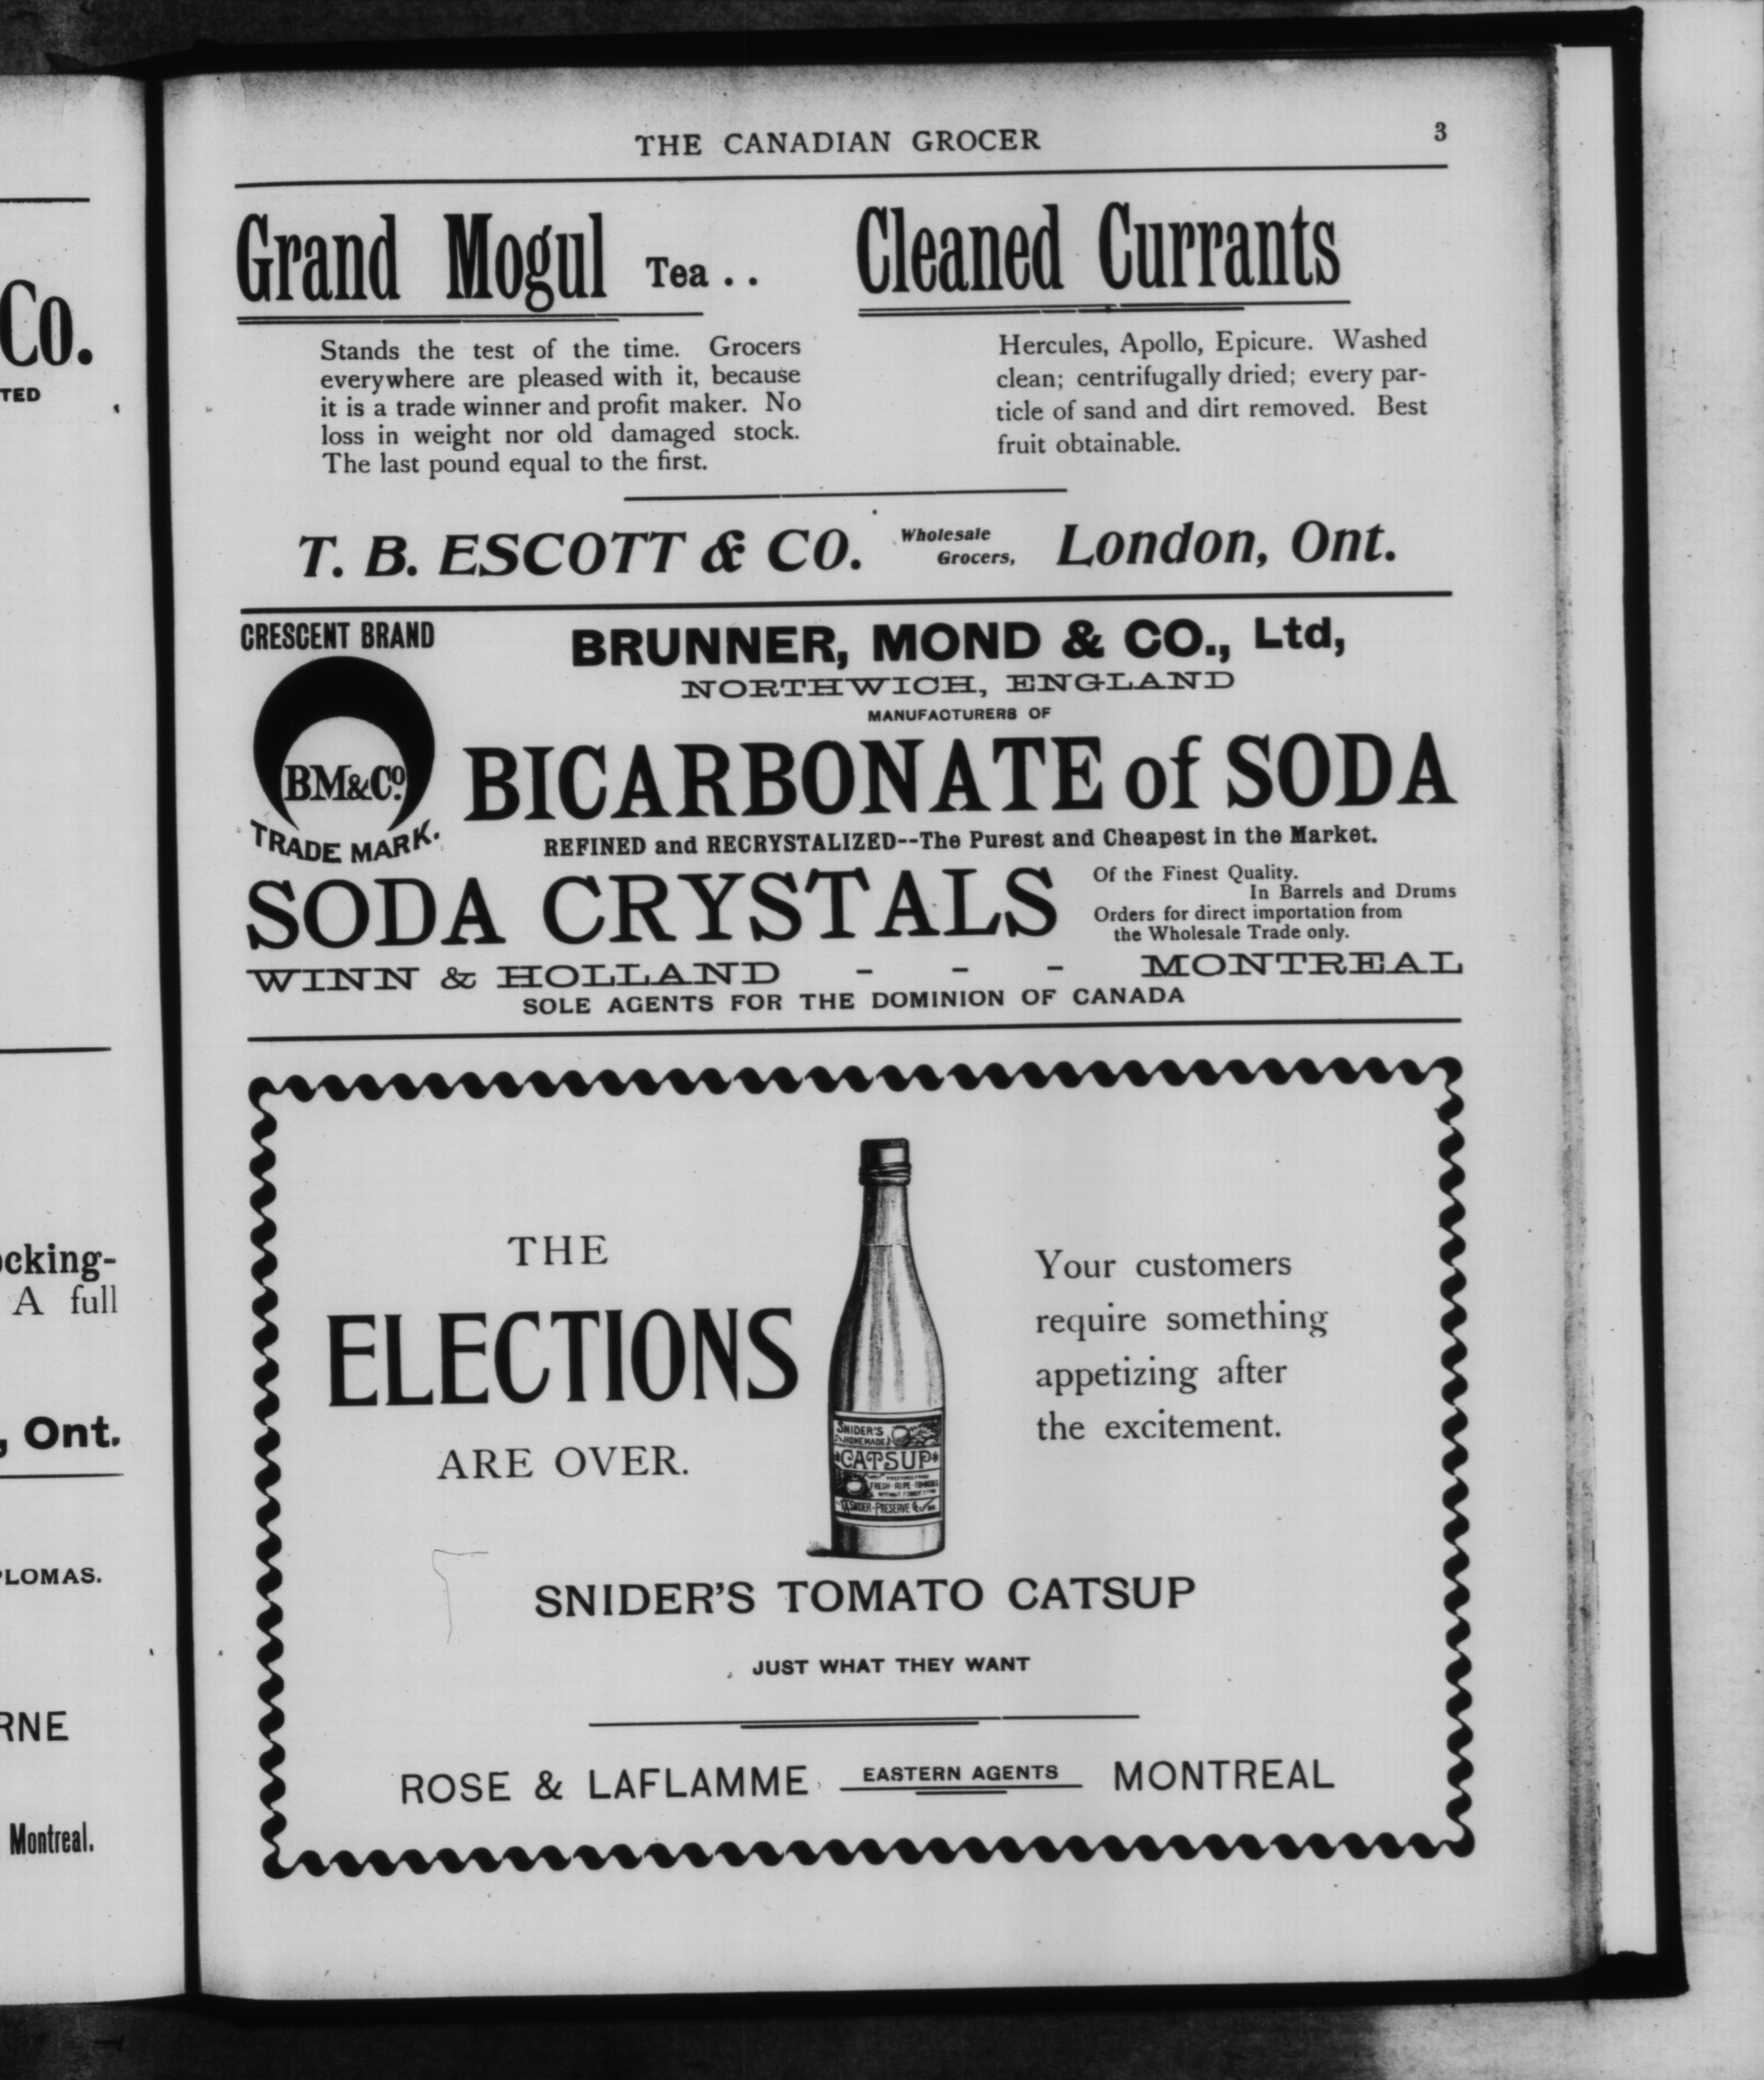 Co.
TED
ocking-
A full
, Ont.
PLOMAS.
RNE
Montreal.
THE CANADIAN GROCER 3
Grand Mogul Tea . .
Stands the test of the time. Grocers
everywhere are pleased with it, because
it is a trade winner and profit maker. No
loss in weight nor old damaged stock.
The last pound equal to the first.
Cleaned Currants
Hercules, Apollo, Epicure. Washed
clean; centrifugally dried; every par-
ticle of sand and dirt removed. Best
fruit obtainable.
T. B. ESCOTT & CO. Wholesale Grocers, London, Ont.
CRESCENT BRAND
BM&Co.
TRADE MARK.
BRUNNER, MOND & CO., Ltd,
NORTHWICH, ENGLAND
MANUFACTURERS OF
BICARBONATE of SODA
REFINED and RECRYSTALIZED--The Purest and Cheapest in the Market.
SODA CRYSTALS
Of the Finest Quality.
In Barrels and Drums
Orders for direct importation from
the Wholesale Trade only.
WINN & HOLLAND - - - MONTREAL
SOLE AGENTS FOR THE DOMINION OF CANADA
THE
ELECTIONS
ARE OVER.
SNIDER'S
HOMEMADE
CATSUP
FRESH RIPE TOMATOES
SNIDER PRESERVE Co
Your customers
require something
appetizing after
the excitement.
SNIDER'S TOMATO CATSUP
JUST WHAT THEY WANT
ROSE & LAFLAMME EASTERN AGENTS MONTREAL